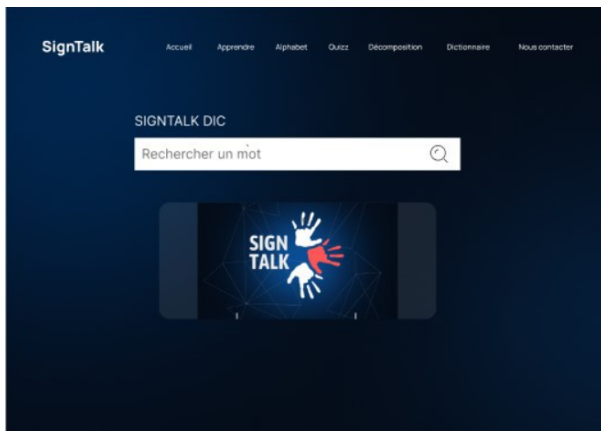 SignTalk
Accueil Apprendre Alphabet Quizz Décomposition Dictionnaire Nous contacter
SIGNTALK DIC
Rechercher un mot
SIGN
TALK